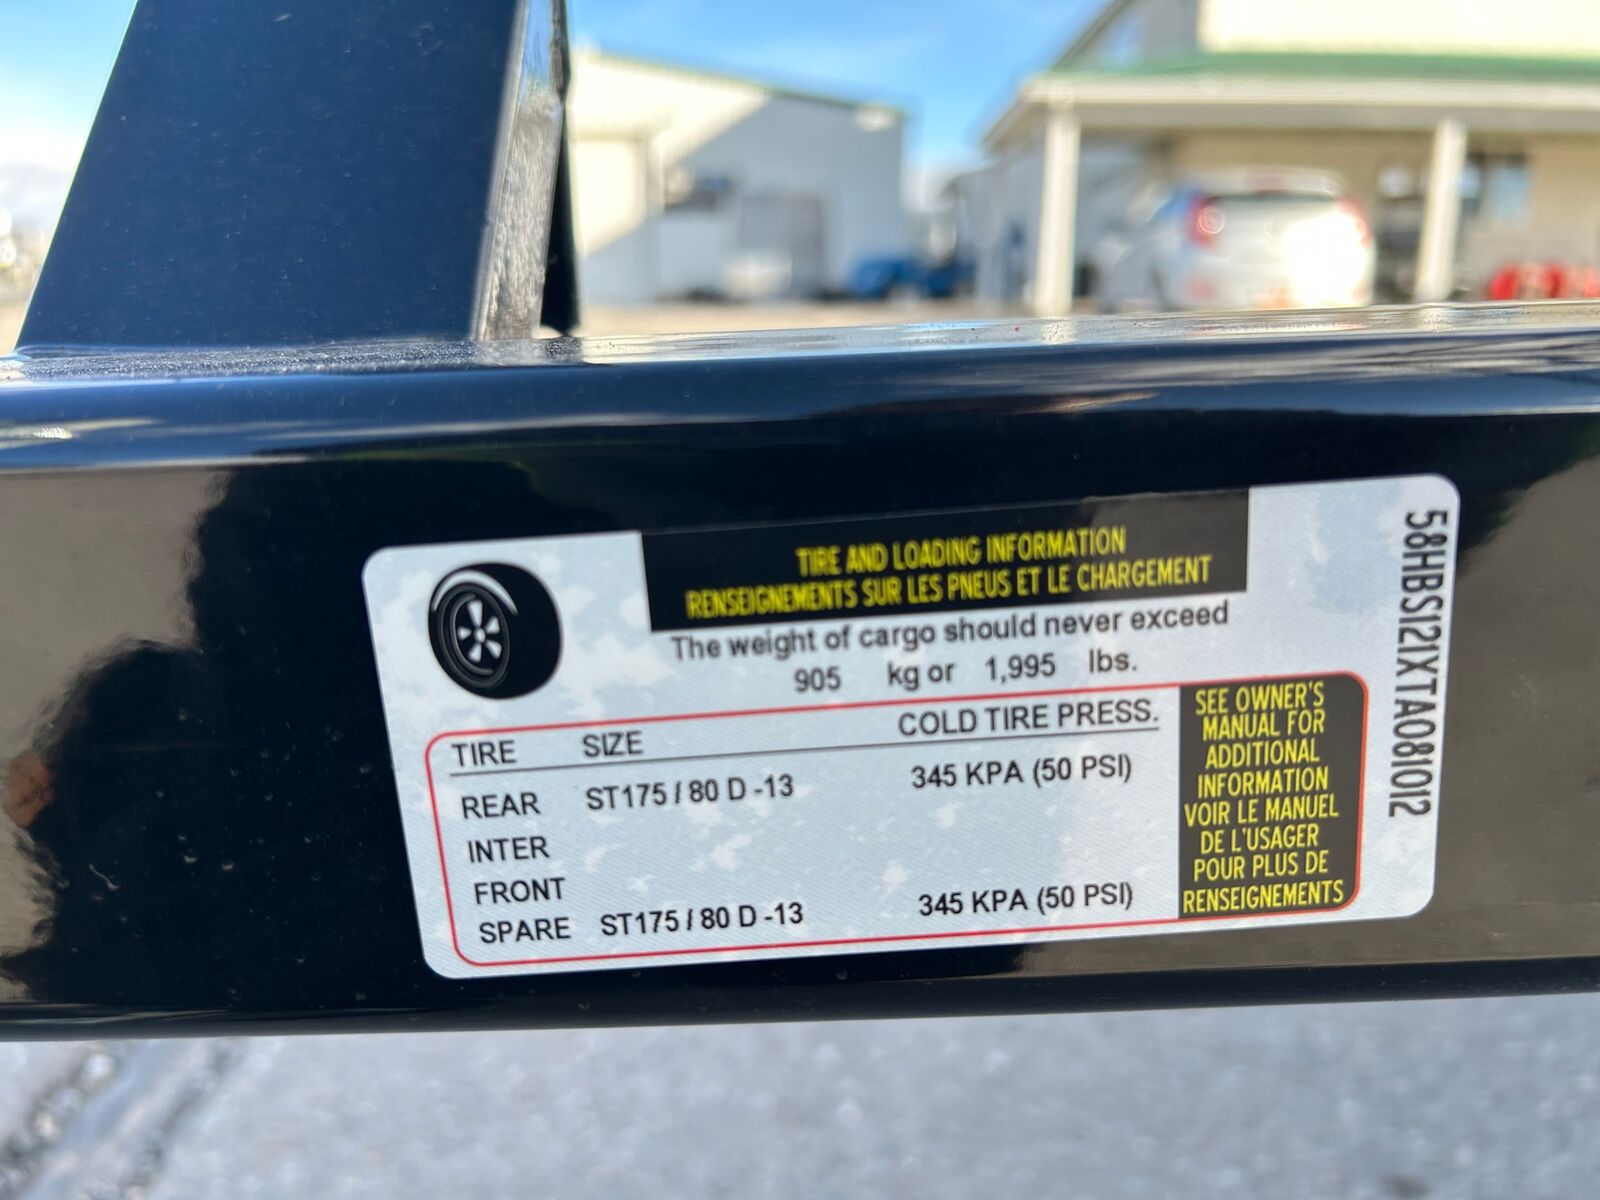 TIRE AND LOADING INFORMATION
RENSEIGNEMENTS SUR LES PNEUS ET LE CHARGEMENT
The weight of cargo should never exceed
905 kg or 1,995 lbs.
TIRE SIZE COLD TIRE PRESS.
REAR ST175 / 80 D -13 345 KPA (50 PSI)
INTER
FRONT
SPARE ST175 / 80 D -13 345 KPA (50 PSI)
SEE OWNER'S
MANUAL FOR
ADDITIONAL
INFORMATION
VOIR LE MANUEL
DE L'USAGER
POUR PLUS DE
RENSEIGNEMENTS
58HBS121XTA081012